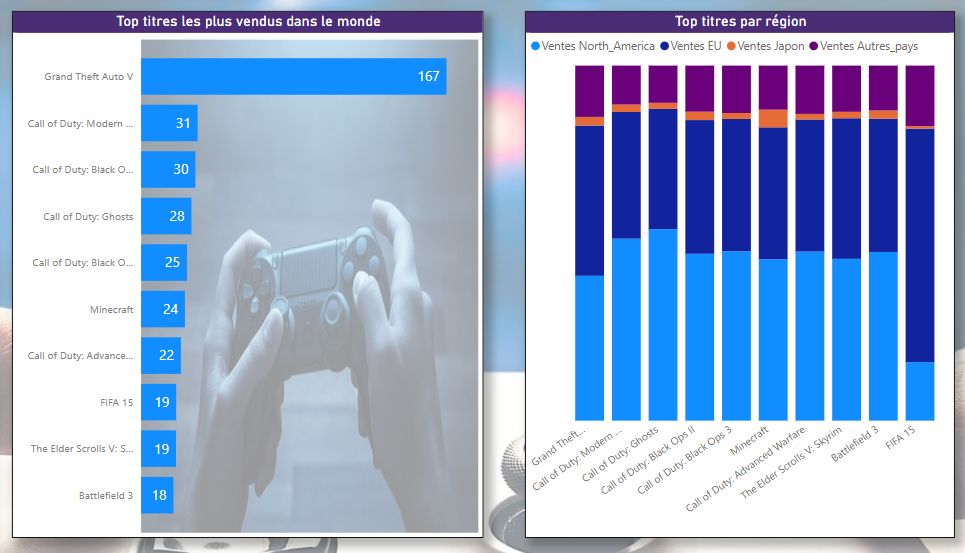 Top titres les plus vendus dans le monde
Grand Theft Auto V
167
Call of Duty: Modern ...
31
Call of Duty: Black O...
30
Call of Duty: Ghosts
28
Call of Duty: Black O...
25
Minecraft
24
Call of Duty: Advance...
22
FIFA 15
19
The Elder Scrolls V: S...
19
Battlefield 3
18
Top titres par région
Ventes North_America Ventes EU Ventes Japon Ventes Autres_pays
Grand Theft...
Call of Duty: Modern ...
Call of Duty: Ghosts
Call of Duty: Black Ops II
Call of Duty: Black Ops 3
Minecraft
Call of Duty: Advanced Warfare
The Elder Scrolls V: Skyrim
Battlefield 3
FIFA 15